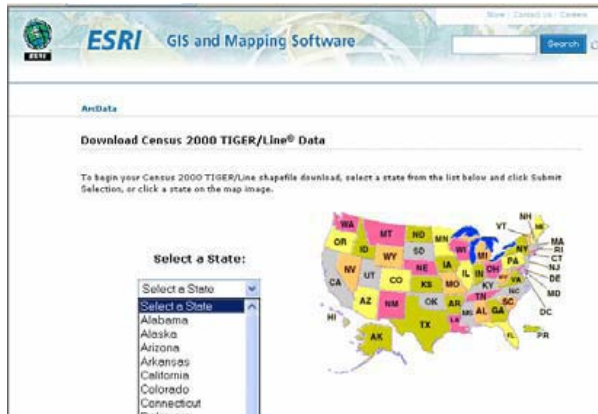 Store | Contact Us | Careers
ESRI GIS and Mapping Software
ESRI
Search
ArcData
Download Census 2000 TIGER/Line® Data
To begin your Census 2000 TIGER/Line shapefile download, select a state from the list below and click Submit
Selection, or click a state on the map image.
Select a State:
Select a State
Select a State
Alabama
Alaska
Arizona
Arkansas
California
Colorado
Connecticut
WA
MT
ND
MN
OR
ID
WY
SD
WI
MI
NY
VT
NH
ME
MA
RI
CT
NJ
DE
MD
DC
NV
UT
CO
NE
KS
IA
MO
IL
IN
OH
PA
KY
VA
NC
CA
AZ
NM
OK
AR
TN
SC
TX
LA
MS
AL
GA
FL
HI
AK
PR